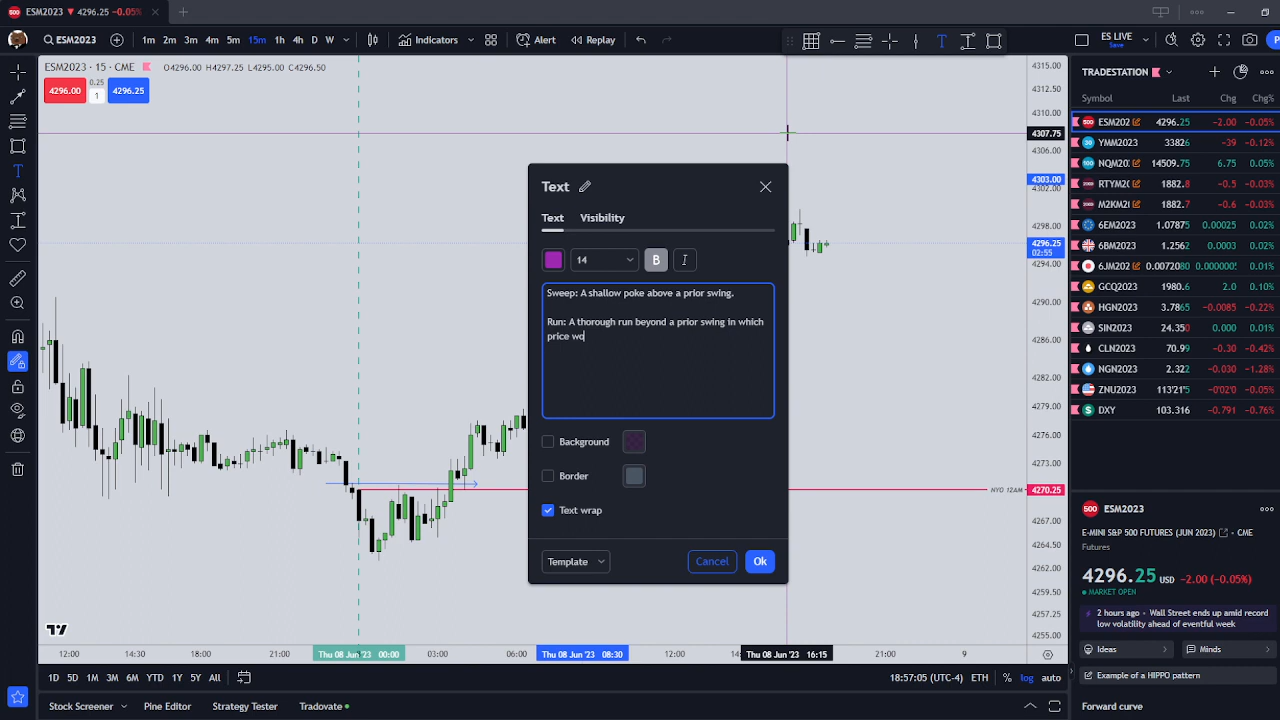 ESM2023 ▼ 4296.25 -0.05%
ESM2023
1m 2m 3m 4m 5m 15m 1h 4h D W
Indicators
Alert
Replay
ES LIVE
Save
ESM2023 · 15 · CME
O4296.00 H4297.25 L4295.00 C4296.50
4296.00
0.25
1
4296.25
4315.00
4312.50
4310.00
4307.75
4306.00
4303.00
4302.00
4298.00
4296.25
02:55
4294.00
4290.00
4286.00
4282.00
4279.00
4276.00
4273.00
4270.25
4267.00
4264.50
4262.00
4259.50
4257.25
4255.00
NYO 12AM
Text
Text Visibility
14
B I
Sweep: A shallow poke above a prior swing.
Run: A thorough run beyond a prior swing in which
price wo
Background
Border
Text wrap
Template
Cancel
Ok
12:00 14:30 18:00 21:00 Thu 08 Jun '23 00:00 03:00 06:00 Thu 08 Jun '23 08:30 12:00 Thu 08 Jun '23 16:15 21:00 9
1D 5D 1M 3M 6M YTD 1Y 5Y All
18:57:05 (UTC-4) ETH % log auto
Stock Screener Pine Editor Strategy Tester Tradovate
TRADESTATION
Symbol Last Chg Chg%
ESM202 4296.25 -2.00 -0.05%
YMM2023 33826 -39 -0.12%
NQM20 14509.75 6.75 0.05%
RTYM2 1882.8 -0.5 -0.03%
M2KM2 1882.7 -0.6 -0.03%
6EM2023 1.07875 0.00025 0.02%
6BM2023 1.2562 0.0003 0.02%
6JM202 0.0072080 0.000000 0.01%
GCQ2023 1980.6 2.0 0.10%
HGN2023 3.7865 -0.0085 -0.22%
SIN2023 24.350 0.000 0.01%
CLN2023 70.99 -0.30 -0.42%
NGN2023 2.322 -0.030 -1.28%
ZNU2023 113'21'5 -0'02'0 -0.05%
DXY 103.316 -0.791 -0.76%
ESM2023
E-MINI S&P 500 FUTURES (JUN 2023) · CME
Futures
4296.25 USD -2.00 (-0.05%)
MARKET OPEN
2 hours ago · Wall Street ends up amid record
low volatility ahead of eventful week
Ideas
Minds
Example of a HIPPO pattern
Forward curve